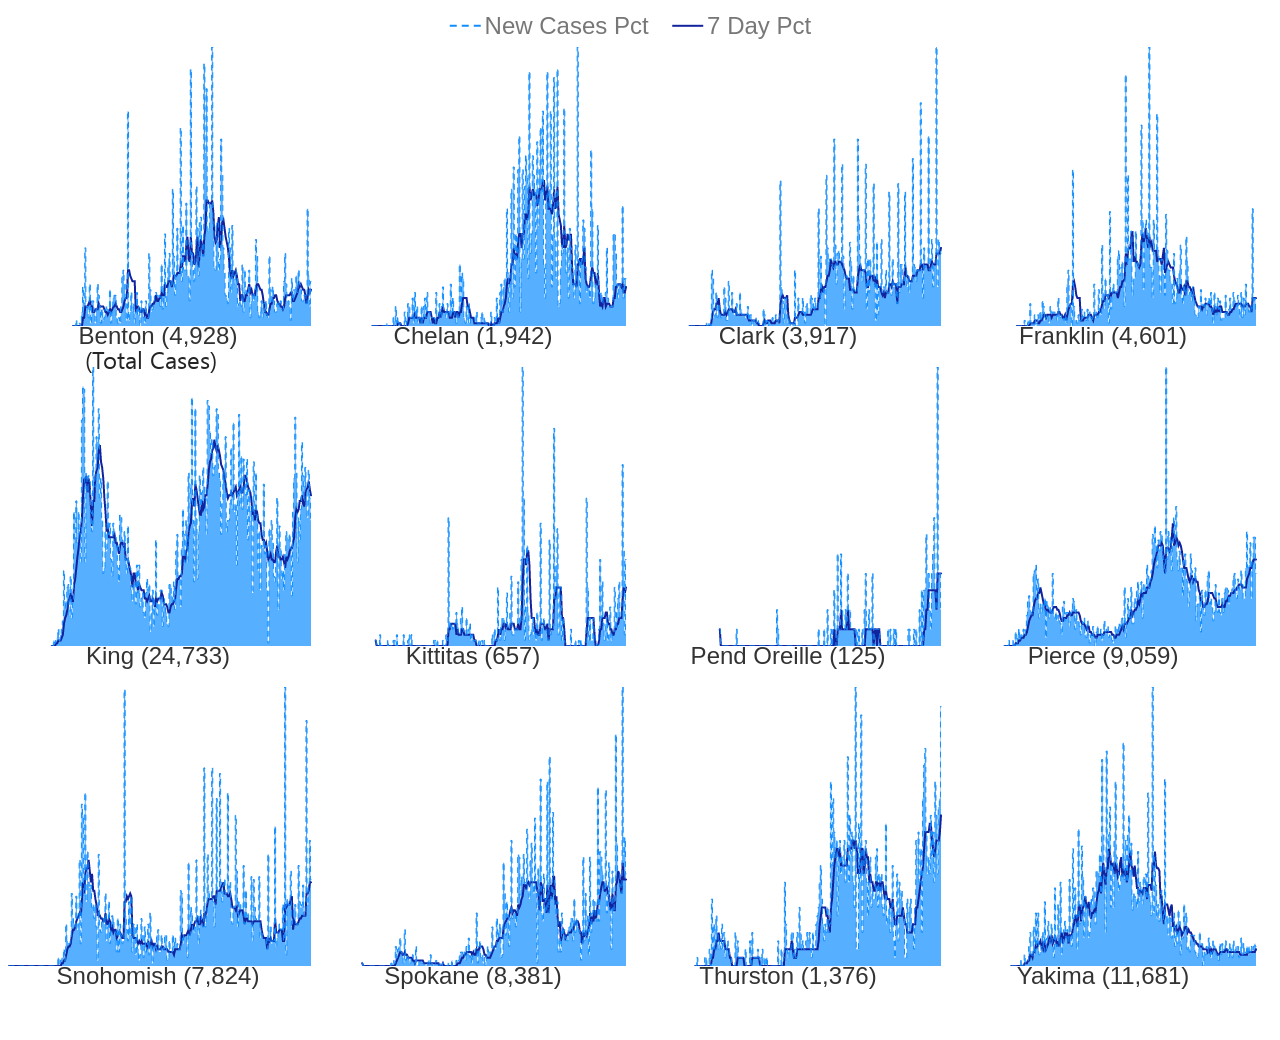 New Cases Pct 7 Day Pct
Benton (4,928) Chelan (1,942) Clark (3,917) Franklin (4,601)
(Total Cases)
King (24,733) Kittitas (657) Pend Oreille (125) Pierce (9,059)
Snohomish (7,824) Spokane (8,381) Thurston (1,376) Yakima (11,681)